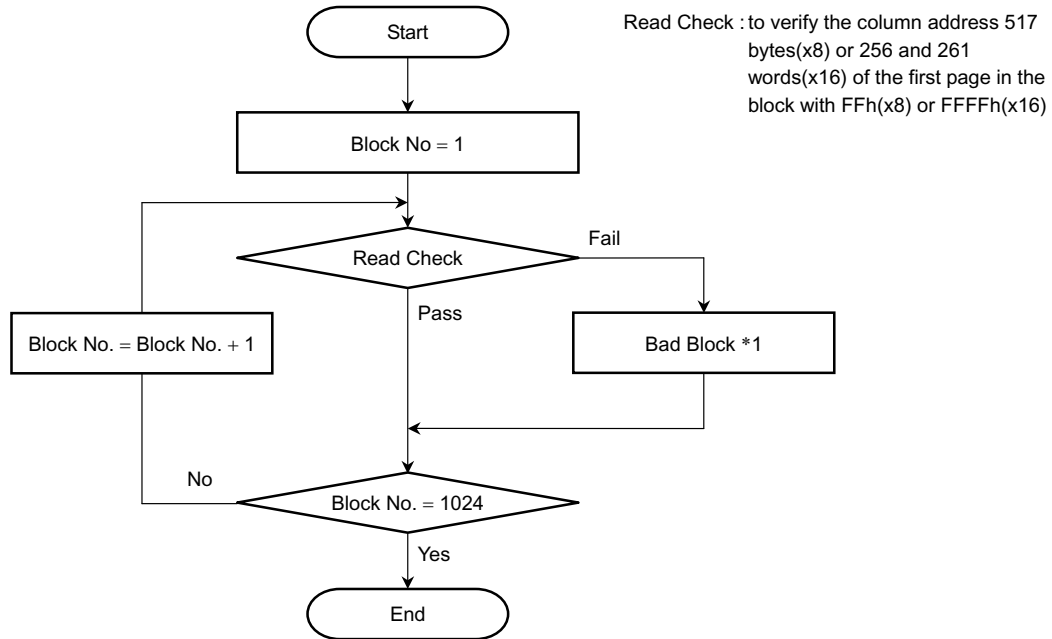 Start
Read Check : to verify the column address 517
bytes(x8) or 256 and 261
words(x16) of the first page in the
block with FFh(x8) or FFFFh(x16)
Block No = 1
Read Check
Fail
Pass
Block No. = Block No. + 1
Bad Block *1
No
Block No. = 1024
Yes
End